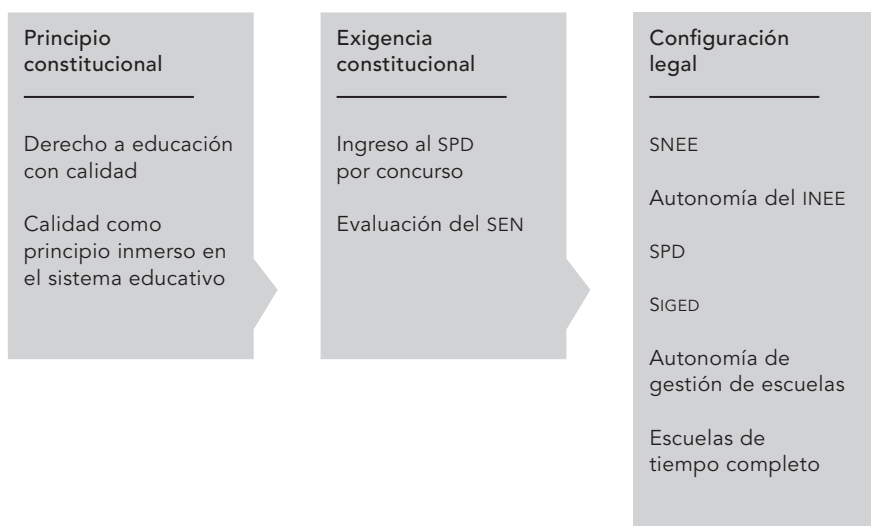 Principio
constitucional
Derecho a educación
con calidad
Calidad como
principio inmerso en
el sistema educativo
Exigencia
constitucional
Ingreso al SPD
por concurso
Evaluación del SEN
Configuración
legal
SNEE
Autonomía del INEE
SPD
SIGED
Autonomía de
gestión de escuelas
Escuelas de
tiempo completo